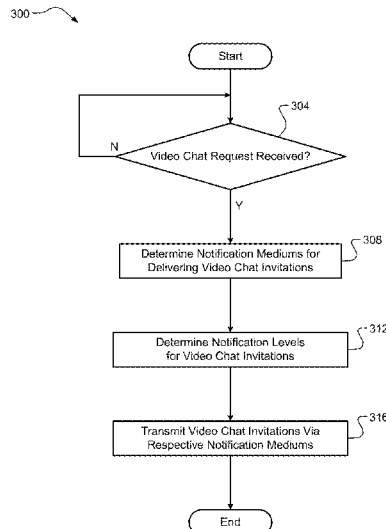 300
Start
304
Video Chat Request Received?
N
Y
308
Determine Notification Mediums for
Delivering Video Chat Invitations
312
Determine Notification Levels
for Video Chat Invitations
316
Transmit Video Chat Invitations Via
Respective Notification Mediums
End